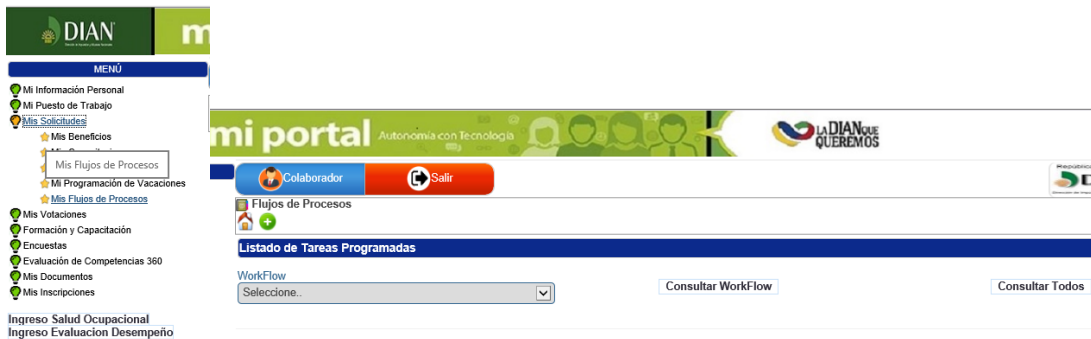 DIAN
m
MENÚ
Mi Información Personal
Mi Puesto de Trabajo
Mis Solicitudes
Mis Beneficios
Mis Flujos de Procesos
Mi Programación de Vacaciones
Mis Flujos de Procesos
Mis Votaciones
Formación y Capacitación
Encuestas
Evaluación de Competencias 360
Mis Documentos
Mis Inscripciones
Ingreso Salud Ocupacional
Ingreso Evaluacion Desempeño
mi portal Autonomía con Tecnología
LA DIAN QUE
QUEREMOS
Colaborador Salir
República
Flujos de Procesos
Listado de Tareas Programadas
WorkFlow
Seleccione..
Consultar WorkFlow Consultar Todos